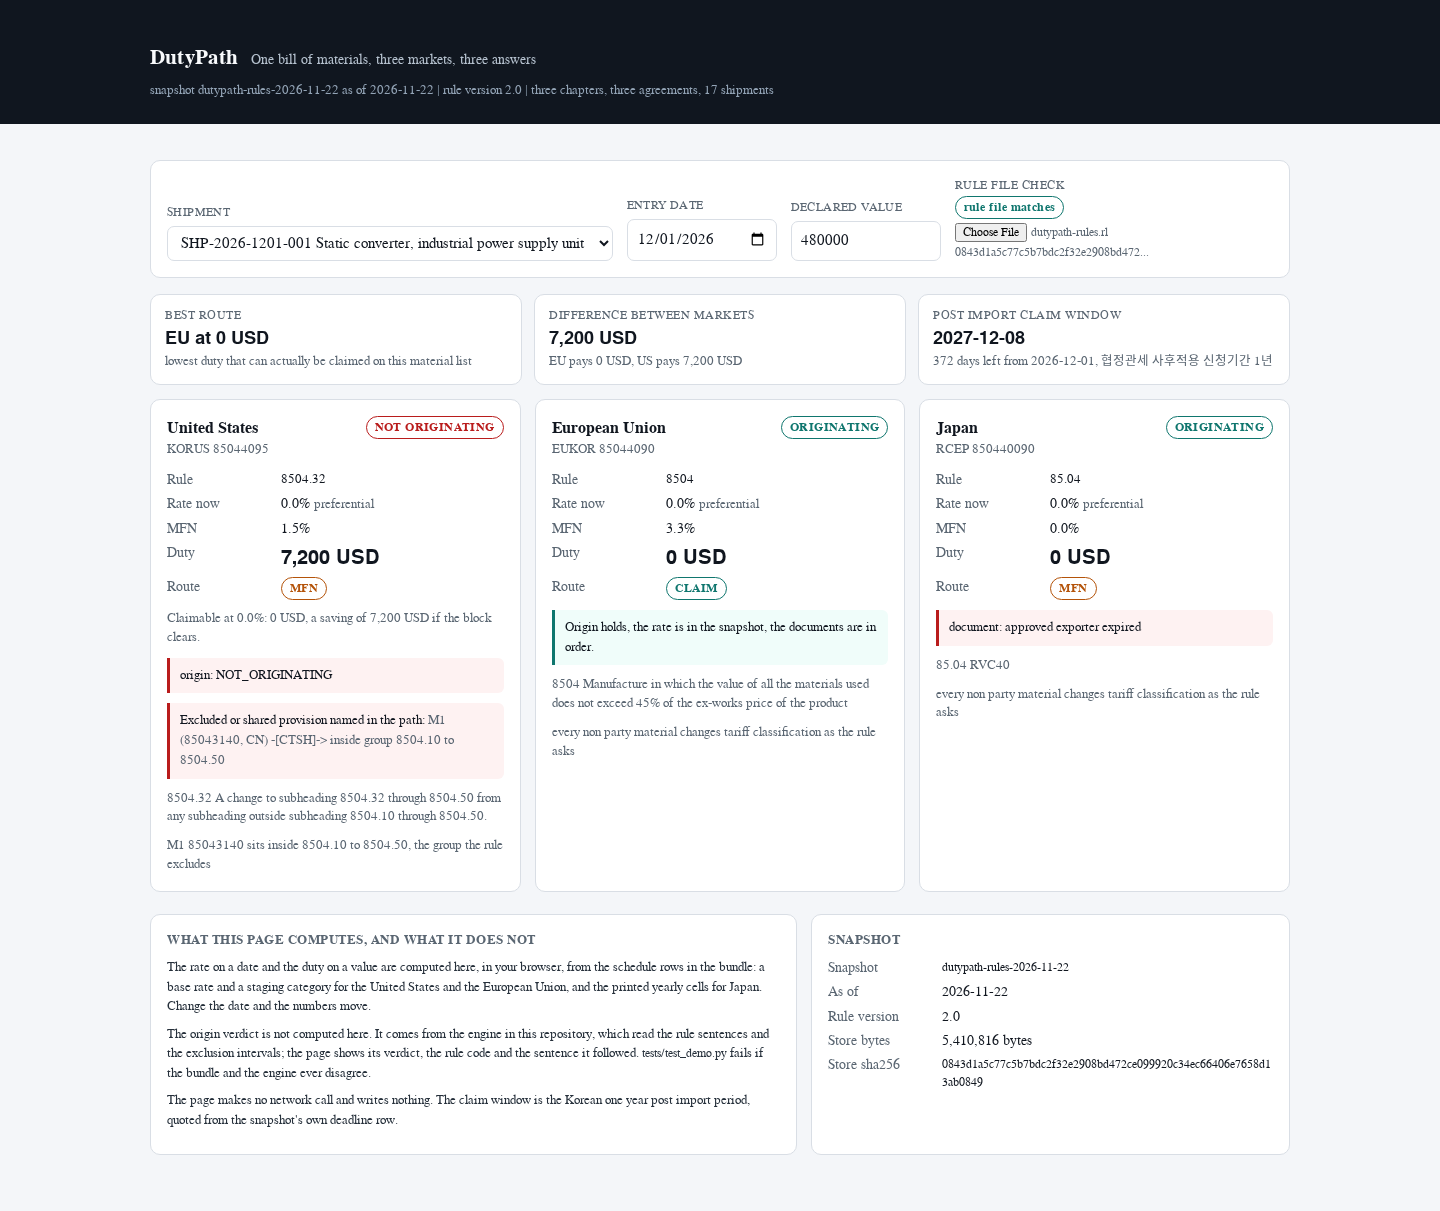 DutyPath One bill of materials, three markets, three answers
snapshot dutypath-rules-2026-11-22 as of 2026-11-22 | rule version 2.0 | three chapters, three agreements, 17 shipments
SHIPMENT
SHP-2026-1201-001 Static converter, industrial power supply unit
ENTRY DATE
12/01/2026
DECLARED VALUE
480000
RULE FILE CHECK
rule file matches
Choose File dutypath-rules.rl
0843d1a5c77c5b7bdc2f32e2908bd472...
BEST ROUTE
EU at 0 USD
lowest duty that can actually be claimed on this material list
DIFFERENCE BETWEEN MARKETS
7,200 USD
EU pays 0 USD, US pays 7,200 USD
POST IMPORT CLAIM WINDOW
2027-12-08
372 days left from 2026-12-01, 협정관세 사후적용 신청기간 1년
United States NOT ORIGINATING
KORUS 85044095
Rule 8504.32
Rate now 0.0% preferential
MFN 1.5%
Duty 7,200 USD
Route MFN
Claimable at 0.0%: 0 USD, a saving of 7,200 USD if the block
clears.
origin: NOT_ORIGINATING
Excluded or shared provision named in the path: M1
(85043140, CN) -[CTSH]-> inside group 8504.10 to
8504.50
8504.32 A change to subheading 8504.32 through 8504.50 from
any subheading outside subheading 8504.10 through 8504.50.
M1 85043140 sits inside 8504.10 to 8504.50, the group the rule
excludes
European Union ORIGINATING
EUKOR 85044090
Rule 8504
Rate now 0.0% preferential
MFN 3.3%
Duty 0 USD
Route CLAIM
Origin holds, the rate is in the snapshot, the documents are in
order.
8504 Manufacture in which the value of all the materials used
does not exceed 45% of the ex-works price of the product
every non party material changes tariff classification as the rule
asks
Japan ORIGINATING
RCEP 850440090
Rule 85.04
Rate now 0.0% preferential
MFN 0.0%
Duty 0 USD
Route MFN
document: approved exporter expired
85.04 RVC40
every non party material changes tariff classification as the rule
asks
WHAT THIS PAGE COMPUTES, AND WHAT IT DOES NOT
The rate on a date and the duty on a value are computed here, in your browser, from the schedule rows in the bundle: a
base rate and a staging category for the United States and the European Union, and the printed yearly cells for Japan.
Change the date and the numbers move.
The origin verdict is not computed here. It comes from the engine in this repository, which read the rule sentences and
the exclusion intervals; the page shows its verdict, the rule code and the sentence it followed. tests/test_demo.py fails if
the bundle and the engine ever disagree.
The page makes no network call and writes nothing. The claim window is the Korean one year post import period,
quoted from the snapshot's own deadline row.
SNAPSHOT
Snapshot dutypath-rules-2026-11-22
As of 2026-11-22
Rule version 2.0
Store bytes 5,410,816 bytes
Store sha256 0843d1a5c77c5b7bdc2f32e2908bd472ce099920c34ec66406e7658d1
3ab0849